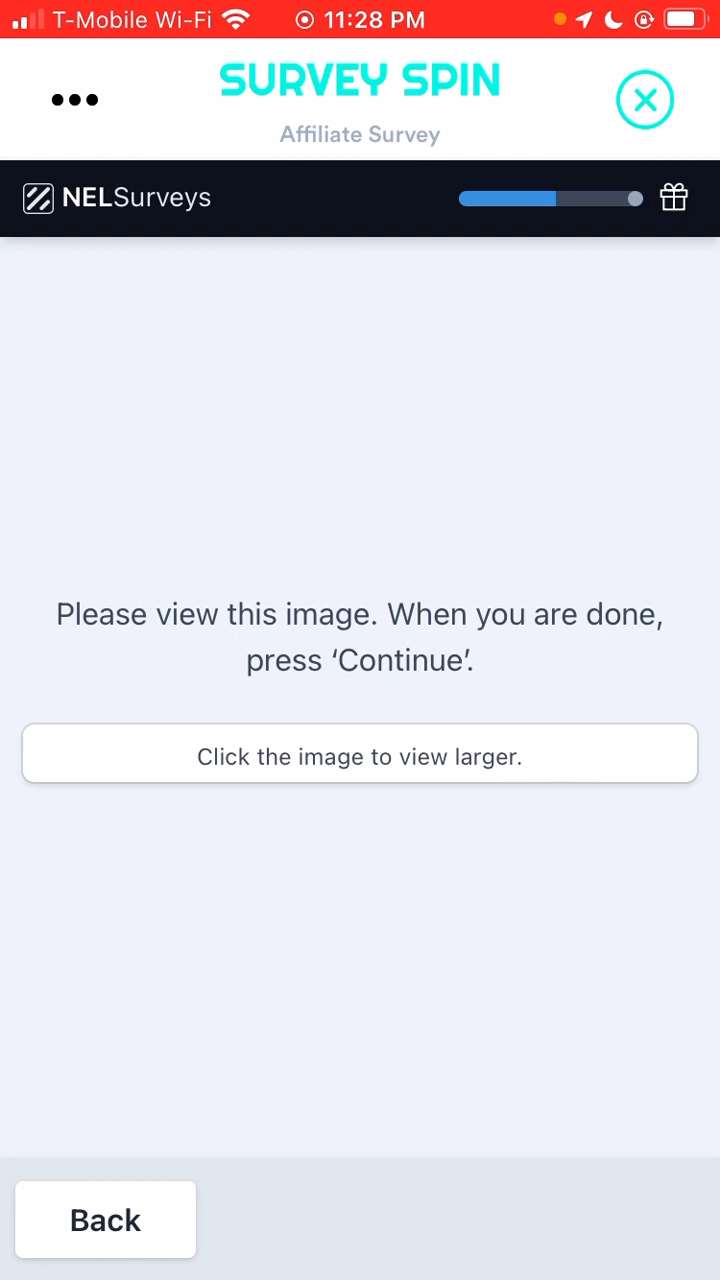 T-Mobile Wi-Fi 11:28 PM
SURVEY SPIN
Affiliate Survey
NELSurveys
Please view this image. When you are done,
press ‘Continue’.
Click the image to view larger.
Back